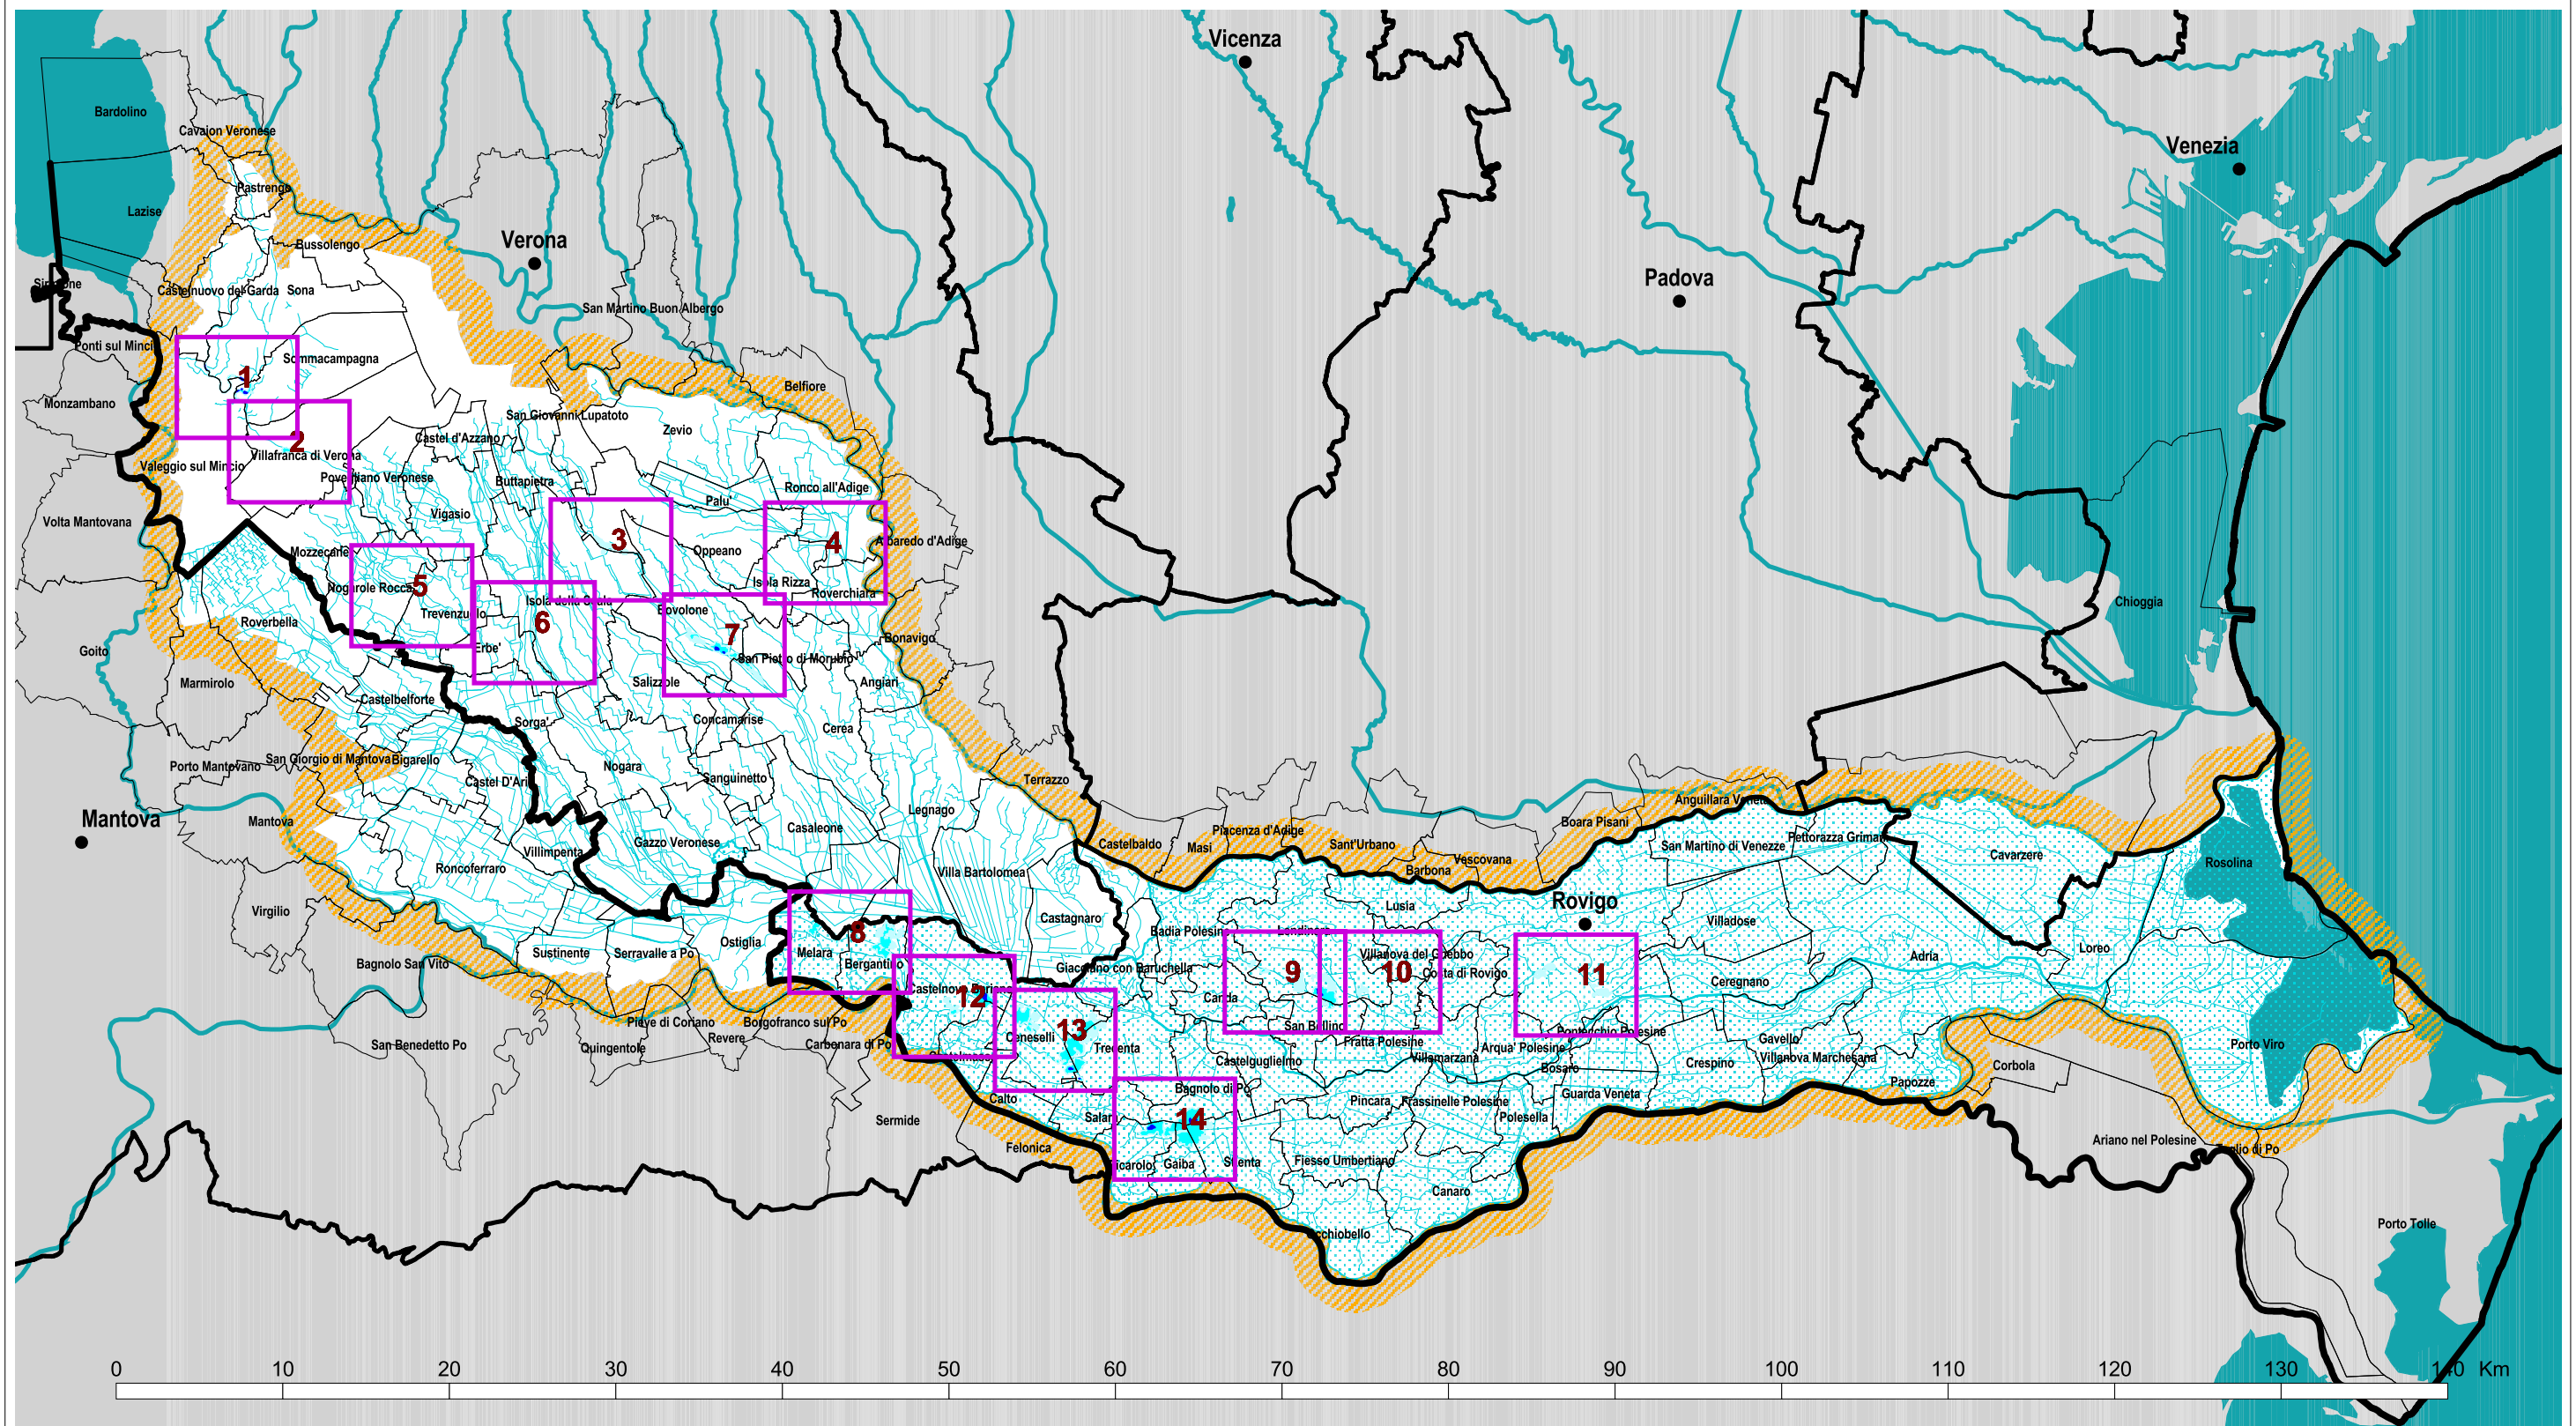 Vicenza
Bardolino
Cavaion Veronese
Venezia
Pastrengo
Lazise
Verona
Bussolengo
Padova
Castelnuovo del Garda
Sona
San Martino Buon Albergo
Ponti sul Minci
Sommacampagna
1
Belfiore
Monzambano
San Giovanni Lupatoto
Zevio
Castel d'Azzano
2
Villafranca di Verona
Valeggio sul Mincio
Buttapietra
Ronco all'Adige
Palu'
Vigasio
Volta Mantovana
3
4
Mozzecane
Oppeano
Albaredo d'Adige
Isola Rizza
5
Nogarole Rocca
Roverchiara
Isola della Scala
Chioggia
Bovolone
Trevenzuolo
Roverbella
6
7
Bonavigo
Erbe'
Goito
San Pietro di Morubio
Marmirolo
Salizzole
Angiari
Castelbelforte
Sorga'
Concamarise
Cerea
San Giorgio di Mantova
Bigarello
Porto Mantovano
Nogara
Sanguinetto
Terrazzo
Castel D'Ari
Anguillara Veneta
Legnago
Mantova
Mantova
Boara Pisani
Casaleone
Piacenza d'Adige
Pettorazza Grimani
Gazzo Veronese
Castelbaldo
Masi
Sant'Urbano
San Martino di Venezze
Villimpenta
Vescovana
Cavarzere
Rosolina
Roncoferraro
Villa Bartolomea
Barbona
Rovigo
Lusia
Virgilio
Castagnaro
Villadose
8
Badia Polesine
Lendinara
Ostiglia
Loreo
Sustinente
Serravalle a Po
Melara
Villanova del Ghebbo
Adria
Bagnolo San Vito
Bergantino
Giacciano con Baruchella
9
10
Costa di Rovigo
11
Ceregnano
Castelnovo Bariano
12
Canda
Pieve di Coriano
Borgofranco sul Po
13
San Bellino
Pontecchio Polesine
Revere
Ceneselli
Gavello
San Benedetto Po
Quingentole
Carbonara di Po
Trecenta
Fratta Polesine
Arqua' Polesine
Porto Viro
Castelmassa
Castelguglielmo
Villamarzana
Villanova Marchesana
Crespino
Bosaro
Corbola
Bagnolo di Po
Papozze
Calto
Pincara
Frassinelle Polesine
Guarda Veneta
Salara
14
Polesella
Sermide
Ariano nel Polesine
Felonica
Taglio di Po
Gaiba
Stienta
Fiesso Umbertiano
Canaro
Porto Tolle
0 10 20 30 40 50 60 70 80 90 100 110 120 130 140 Km